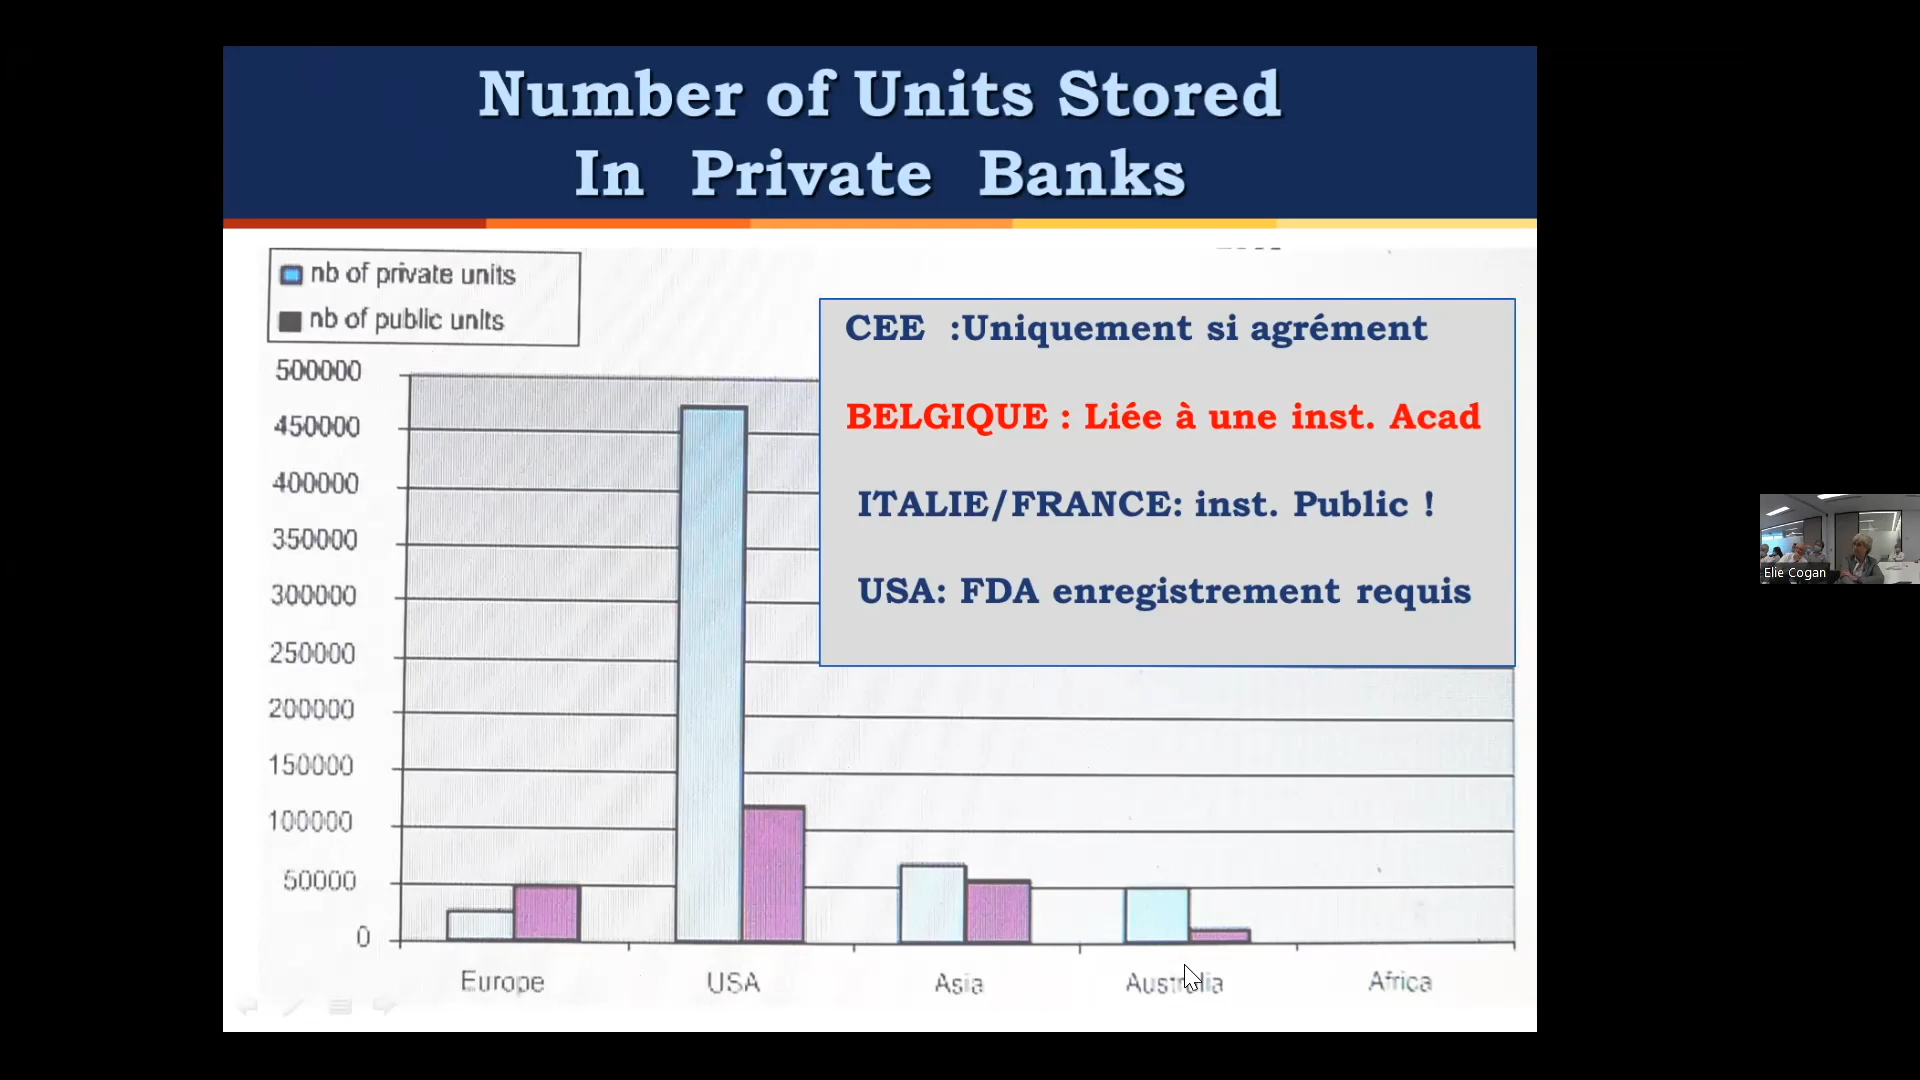 Number of Units Stored
In Private Banks
nb of private units
nb of public units
500000
450000
400000
350000
300000
250000
200000
150000
100000
50000
0
CEE :Uniquement si agrément
BELGIQUE : Liée à une inst. Acad
ITALIE/FRANCE: inst. Public !
USA: FDA enregistrement requis
Europe
USA
Asia
Australia
Africa
Elie Cogan